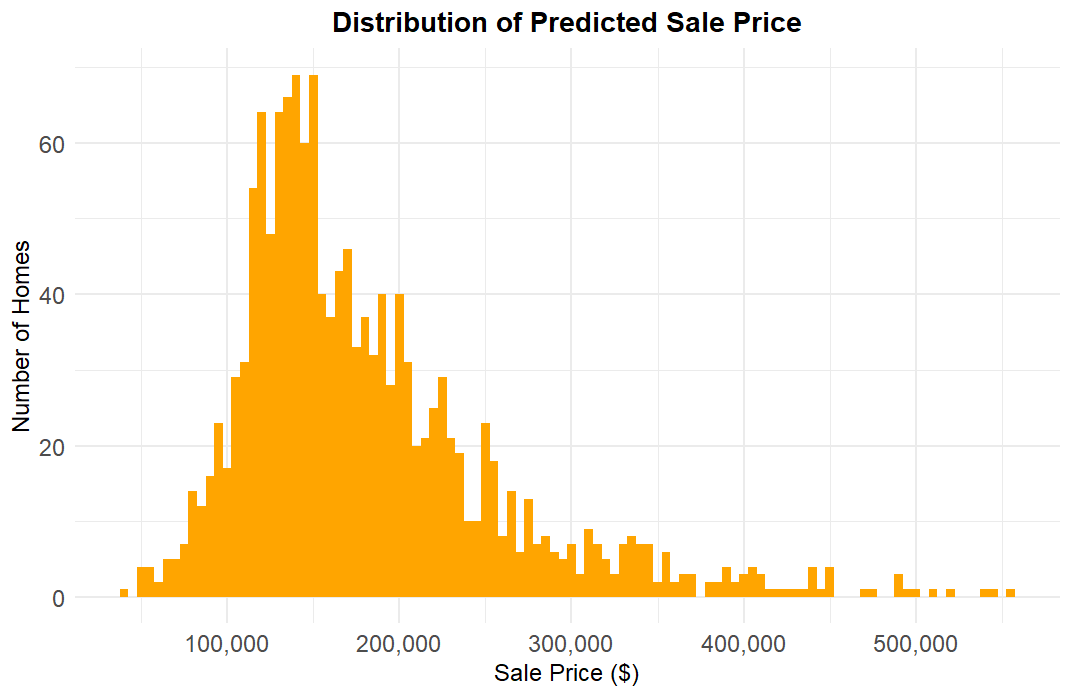 Distribution of Predicted Sale Price
Number of Homes
60
40
20
0
100,000 200,000 300,000 400,000 500,000
Sale Price ($)